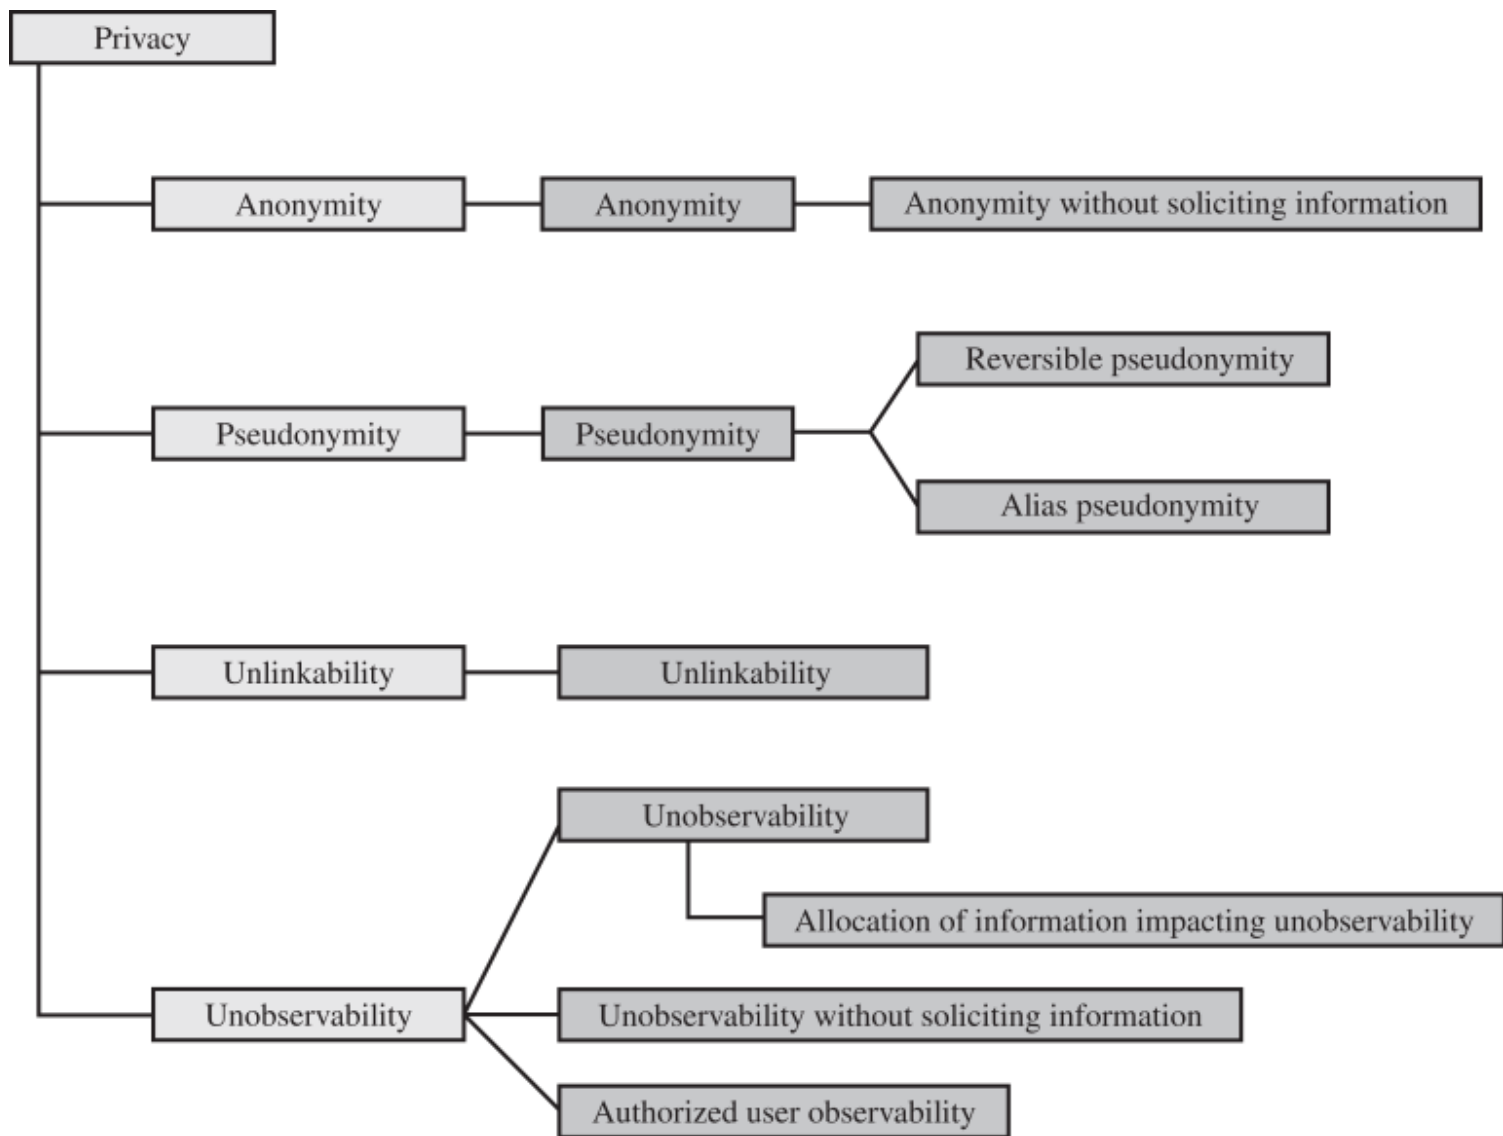 Privacy
Anonymity
Anonymity
Anonymity without soliciting information
Reversible pseudonymity
Pseudonymity
Pseudonymity
Alias pseudonymity
Unlinkability
Unlinkability
Unobservability
Allocation of information impacting unobservability
Unobservability
Unobservability without soliciting information
Authorized user observability